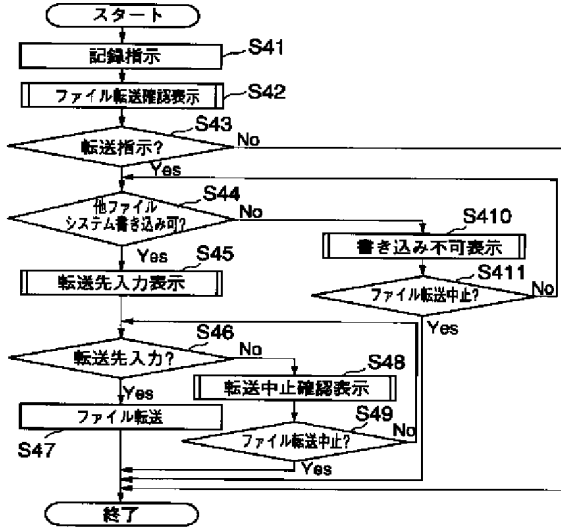 スタート
記録指示
S41
ファイル転送確認表示
S42
S43
転送指示?
No
Yes
S44
他ファイル
システム書き込み可?
No
S410
書き込み不可表示
Yes
S45
転送先入力表示
S411
ファイル転送中止?
No
Yes
S46
転送先入力?
No
S48
転送中止確認表示
Yes
ファイル転送
S47
S49
ファイル転送中止?
No
Yes
終了